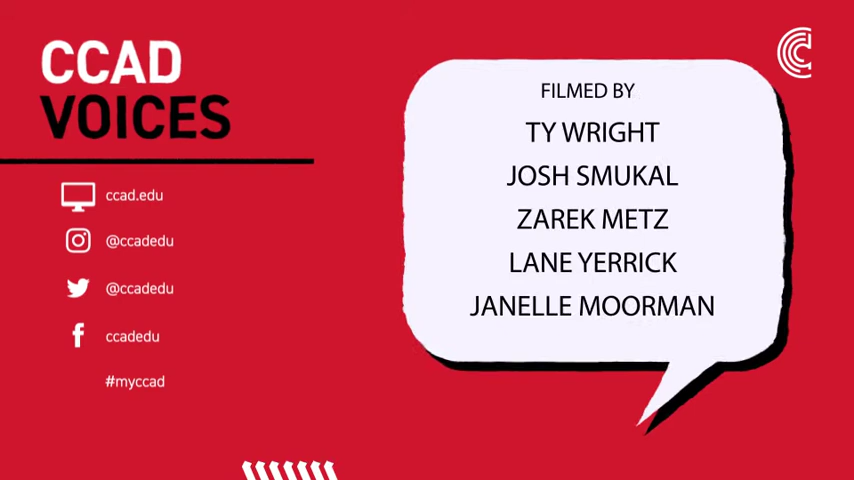 CCAD
VOICES
ccad.edu
@ccadedu
@ccadedu
ccadedu
#myccad
FILMED BY
TY WRIGHT
JOSH SMUKAL
ZAREK METZ
LANE YERRICK
JANELLE MOORMAN